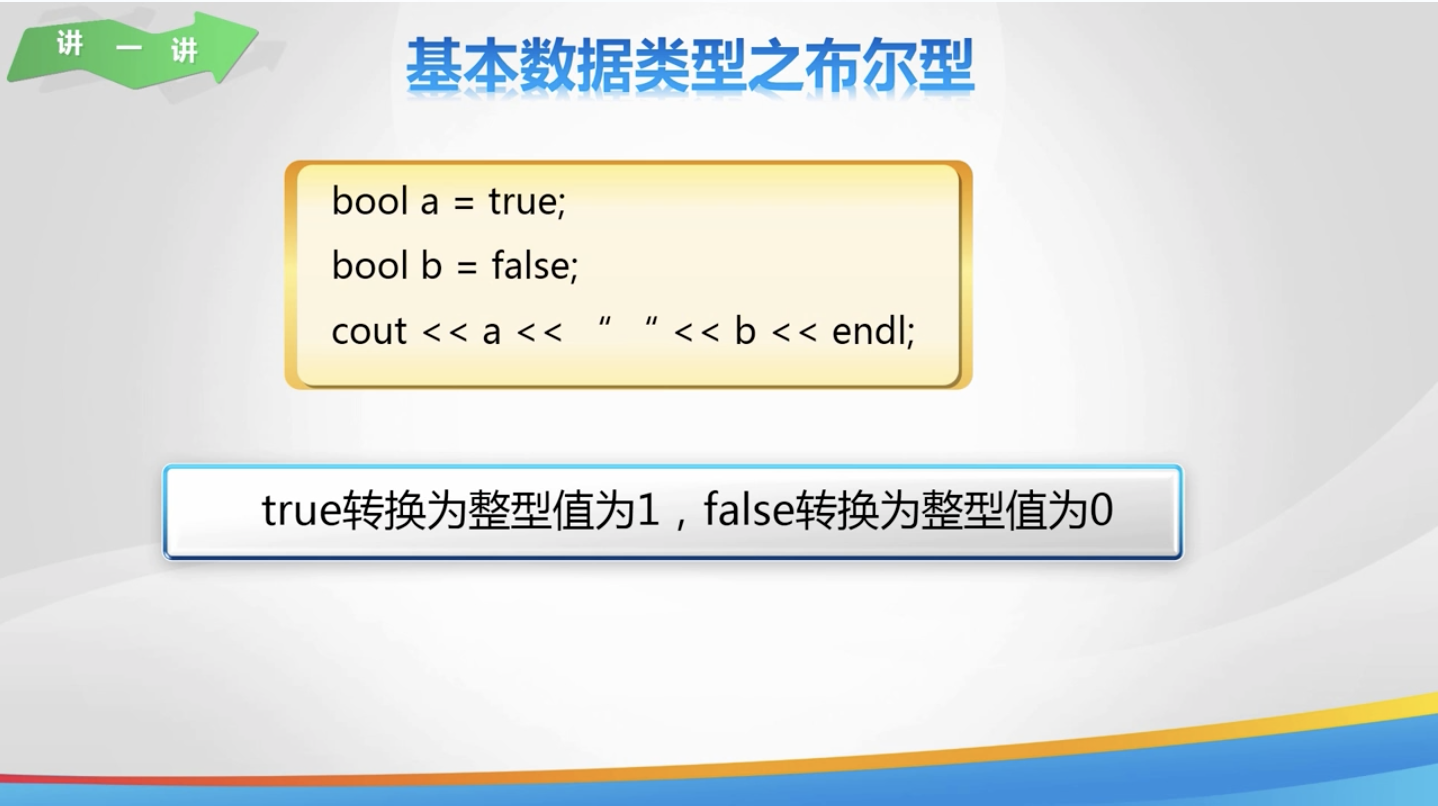 讲一讲
基本数据类型之布尔型
bool a = true;
bool b = false;
cout << a << “ “ << b << endl;
true转换为整型值为1，false转换为整型值为0